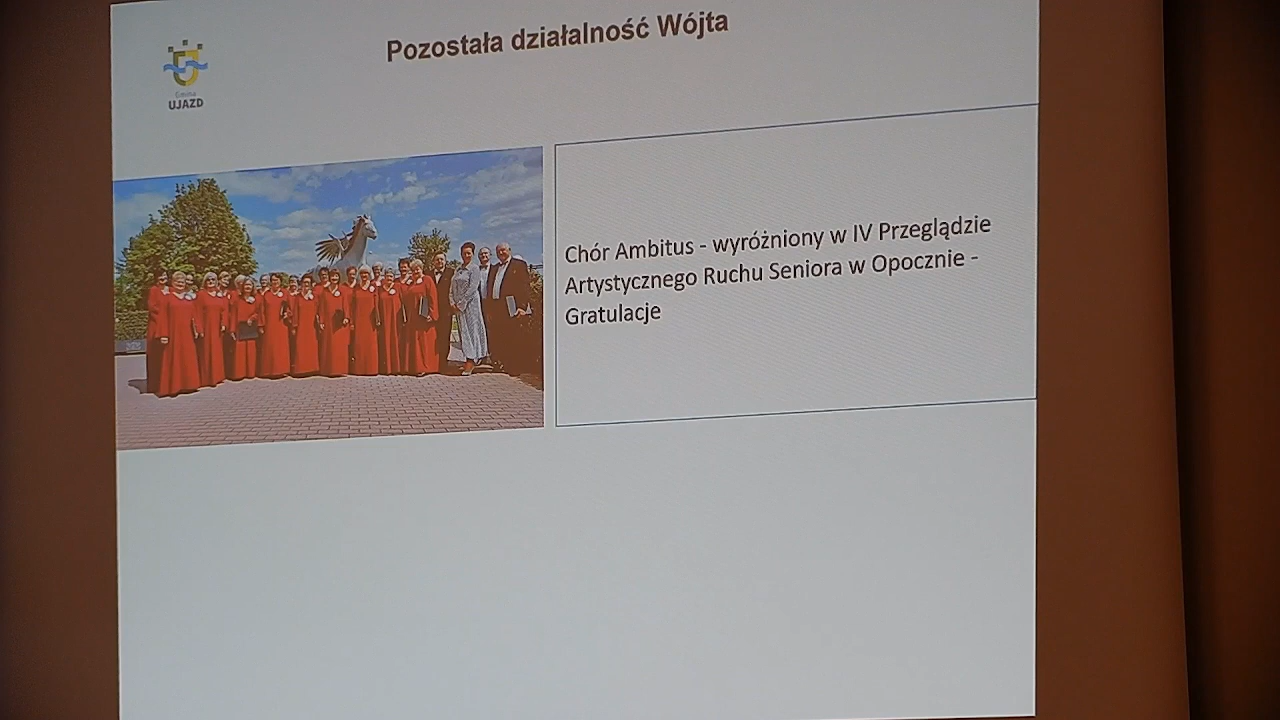 Pozostała działalność Wójta
Gmina
UJAZD
Chór Ambitus - wyróżniony w IV Przeglądzie
Artystycznego Ruchu Seniora w Opocznie -
Gratulacje